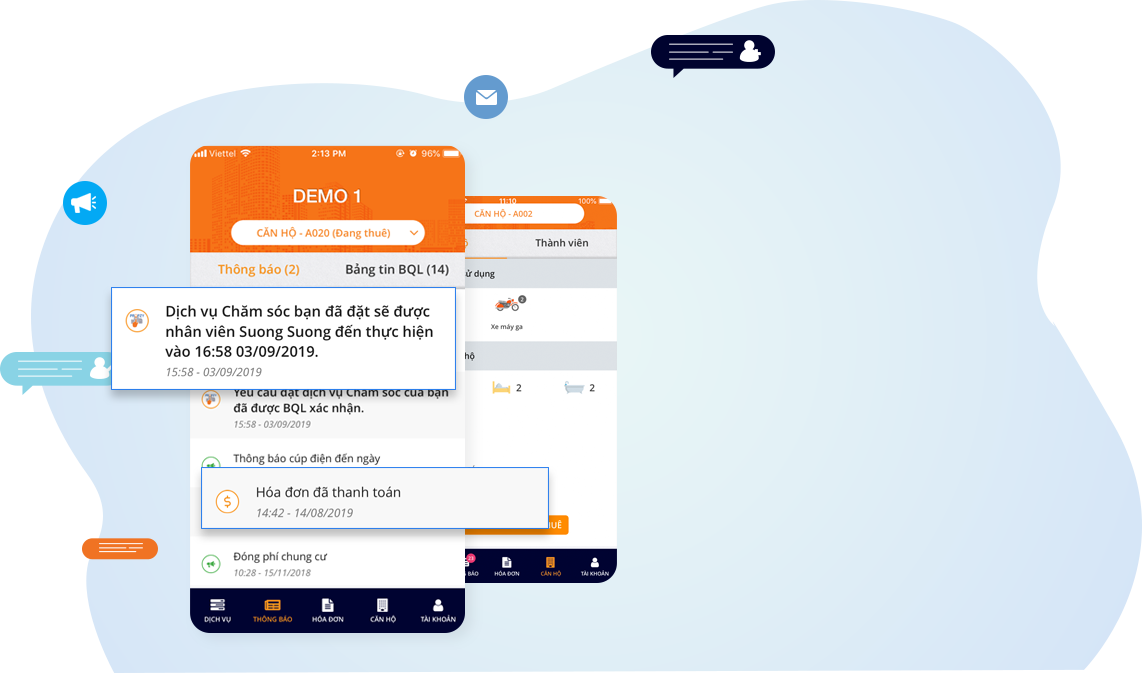 Viettel 2:13 PM 96%
DEMO 1
CĂN HỘ - A020 (Đang thuê)
Thông báo (2) Bảng tin BQL (14)
Dịch vụ Chăm sóc bạn đã đặt sẽ được
nhân viên Suong Suong đến thực hiện
vào 16:58 03/09/2019.
15:58 - 03/09/2019
Yêu cầu đặt dịch vụ Chăm sóc của bạn
đã được BQL xác nhận.
15:58 - 03/09/2019
Thông báo cúp điện đến ngày
Hóa đơn đã thanh toán
14:42 - 14/08/2019
Đóng phí chung cư
10:28 - 15/11/2018
DỊCH VỤ THÔNG BÁO HÓA ĐƠN CĂN HỘ TÀI KHOẢN
11:10 100%
CĂN HỘ - A002
Thành viên
dụng
2
Xe máy ga
hộ
2 2
23
BÁO HÓA ĐƠN CĂN HỘ TÀI KHOẢN